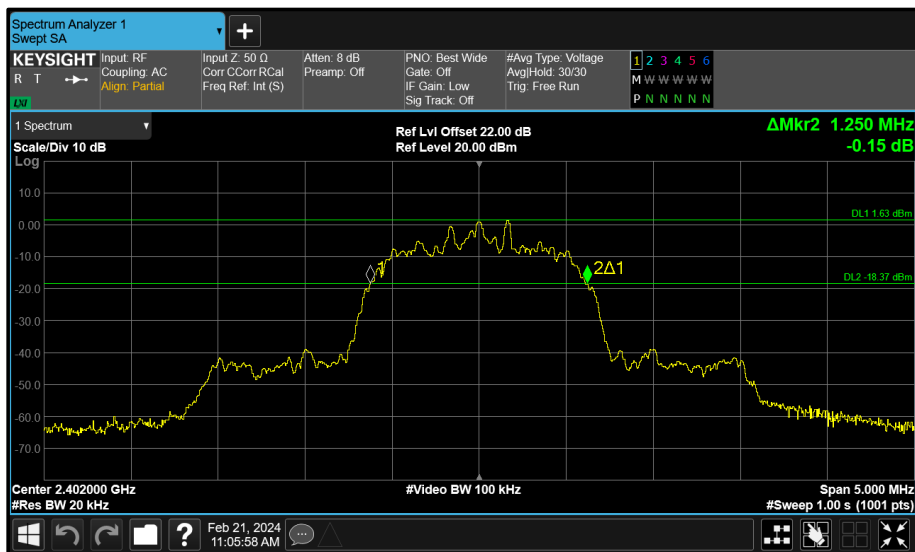 Spectrum Analyzer 1
Swept SA
KEYSIGHT
R T
LXI
Input: RF
Coupling: AC
Align: Partial
Input Z: 50 Ω
Corr CCorr RCal
Freq Ref: Int (S)
Atten: 8 dB
Preamp: Off
PNO: Best Wide
Gate: Off
IF Gain: Low
Sig Track: Off
#Avg Type: Voltage
Avg|Hold: 30/30
Trig: Free Run
1 2 3 4 5 6
M W W W W W
P N N N N N
1 Spectrum
Scale/Div 10 dB
Ref Lvl Offset 22.00 dB
Ref Level 20.00 dBm
ΔMkr2 1.250 MHz
-0.15 dB
Log
10.0
0.00
-10.0
-20.0
-30.0
-40.0
-50.0
-60.0
-70.0
DL1 1.63 dBm
1
2Δ1
DL2 -18.37 dBm
Center 2.402000 GHz
#Res BW 20 kHz
#Video BW 100 kHz
Span 5.000 MHz
#Sweep 1.00 s (1001 pts)
?
Feb 21, 2024
11:05:58 AM